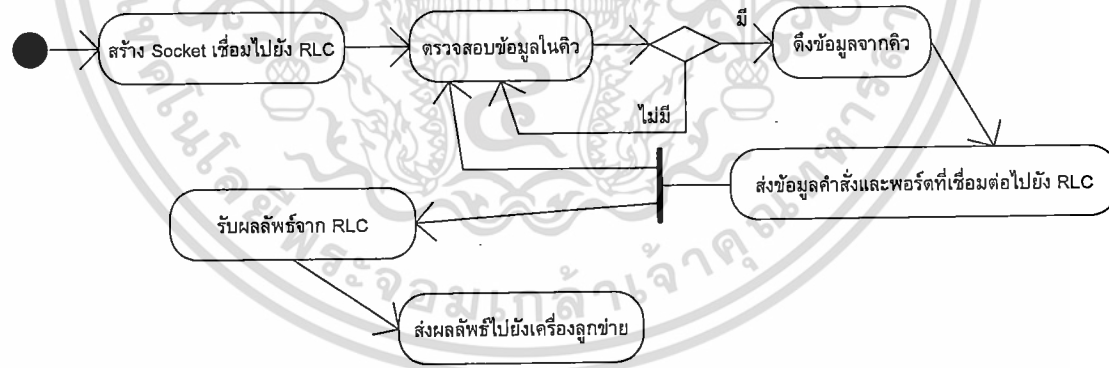 สร้าง Socket เชื่อมไปยัง RLC
ตรวจสอบข้อมูลในคิว
มี
ดึงข้อมูลจากคิว
ไม่มี
ส่งข้อมูลคำสั่งและพอร์ตที่เชื่อมต่อไปยัง RLC
รับผลลัพธ์จาก RLC
ส่งผลลัพธ์ไปยังเครื่องลูกข่าย